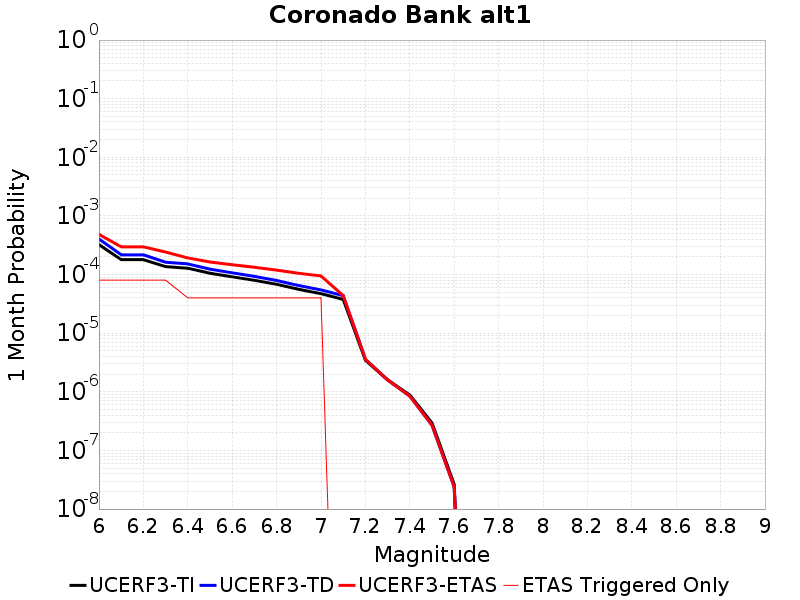 Coronado Bank alt1
1 Month Probability
10^0
10^-1
10^-2
10^-3
10^-4
10^-5
10^-6
10^-7
10^-8
6 6.2 6.4 6.6 6.8 7 7.2 7.4 7.6 7.8 8 8.2 8.4 8.6 8.8 9
Magnitude
UCERF3-TI UCERF3-TD UCERF3-ETAS ETAS Triggered Only